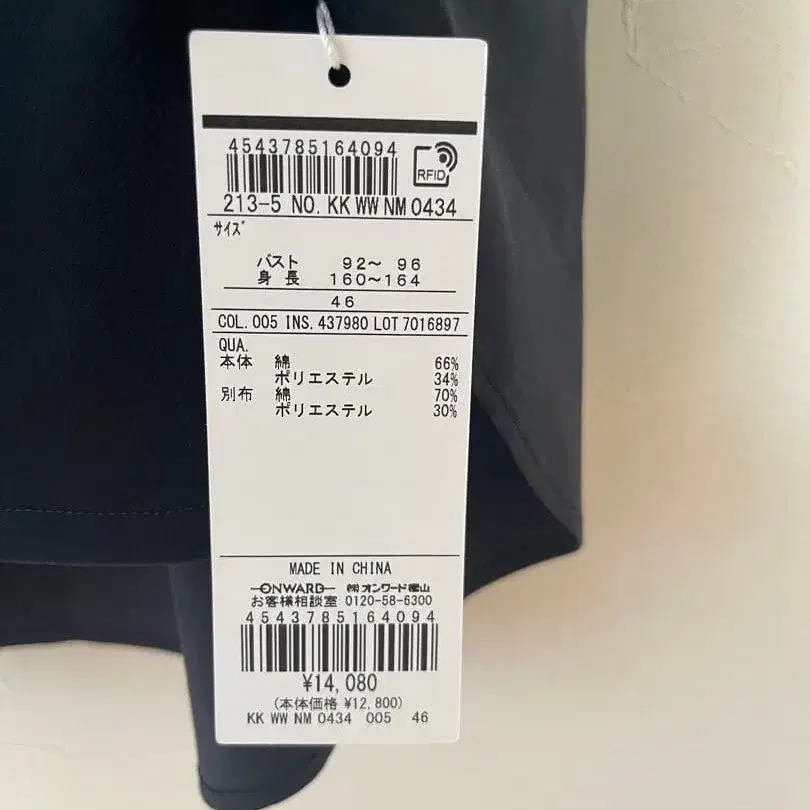 4543785164094
RFID
213-5 NO. KK WW NM 0434
サイズ
バスト 92～ 96
身長 160～164
46
COL. 005 INS. 437980 LOT 7016897
QUA.
本体 綿 66%
ポリエステル 34%
別布 綿 70%
ポリエステル 30%
MADE IN CHINA
ONWARD ㈱オンワード樫山
お客様相談室 0120-58-6300
4543785164094
¥14,080
(本体価格 ¥12,800)
KK WW NM 0434 005 46